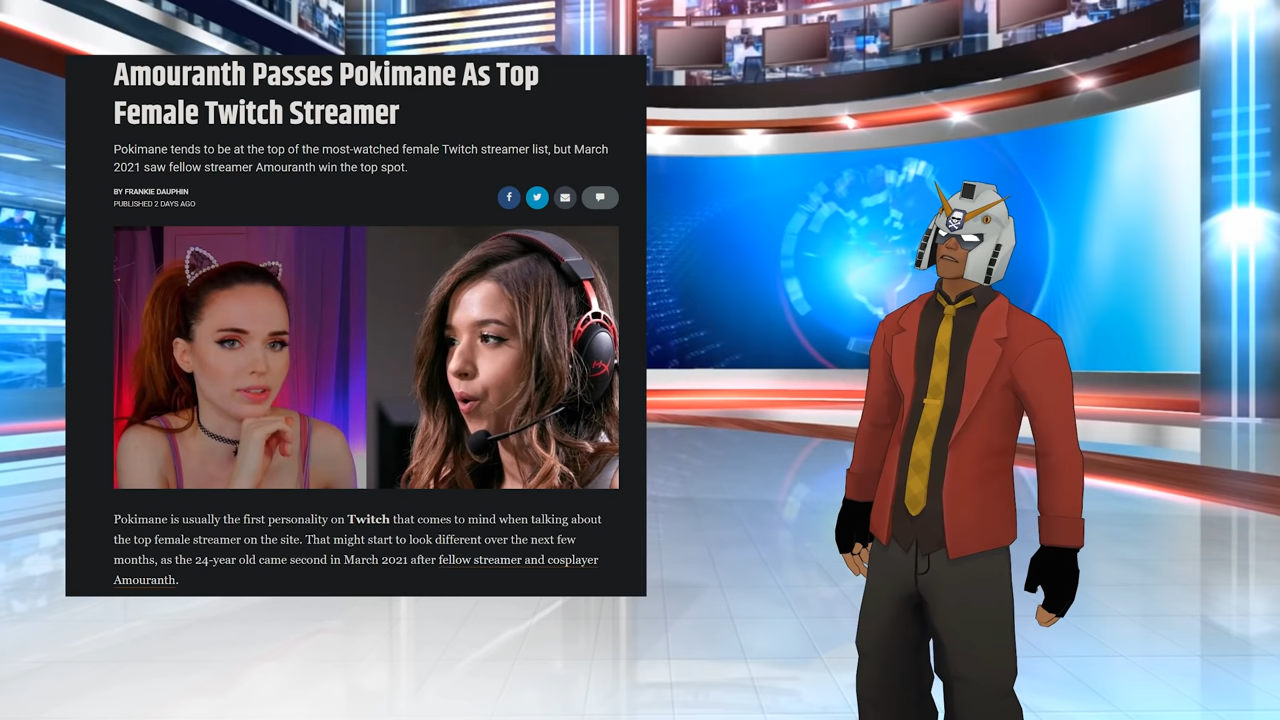 Amouranth Passes Pokimane As Top
Female Twitch Streamer
Pokimane tends to be at the top of the most-watched female Twitch streamer list, but March
2021 saw fellow streamer Amouranth win the top spot.
BY FRANKIE DAUPHIN
PUBLISHED 2 DAYS AGO
Pokimane is usually the first personality on Twitch that comes to mind when talking about
the top female streamer on the site. That might start to look different over the next few
months, as the 24-year old came second in March 2021 after fellow streamer and cosplayer
Amouranth.